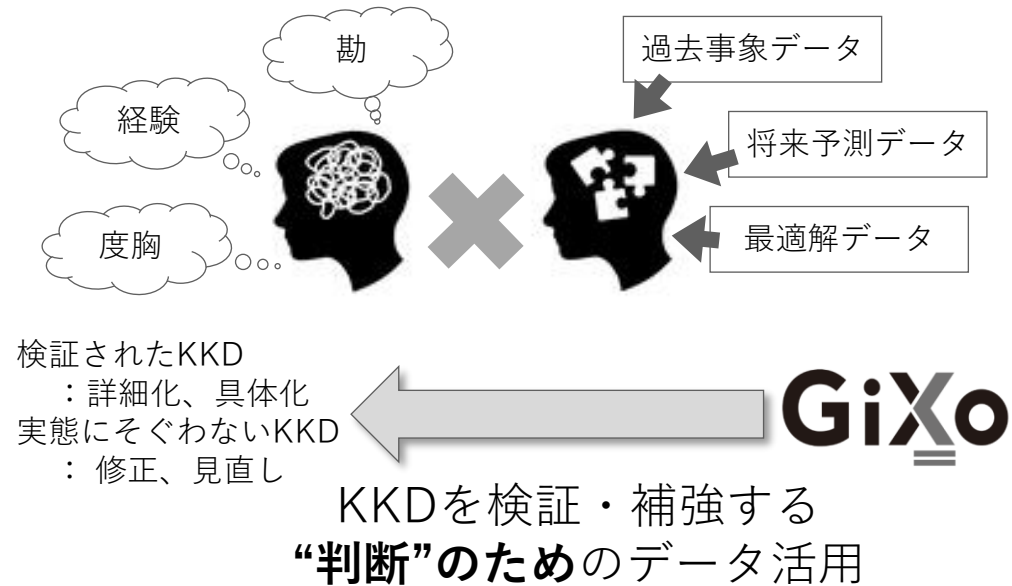 勘
経験
度胸
過去事象データ
将来予測データ
最適解データ
検証されたKKD
：詳細化、具体化
実態にそぐわないKKD
： 修正、見直し
GiXo
KKDを検証・補強する
“判断”のためのデータ活用